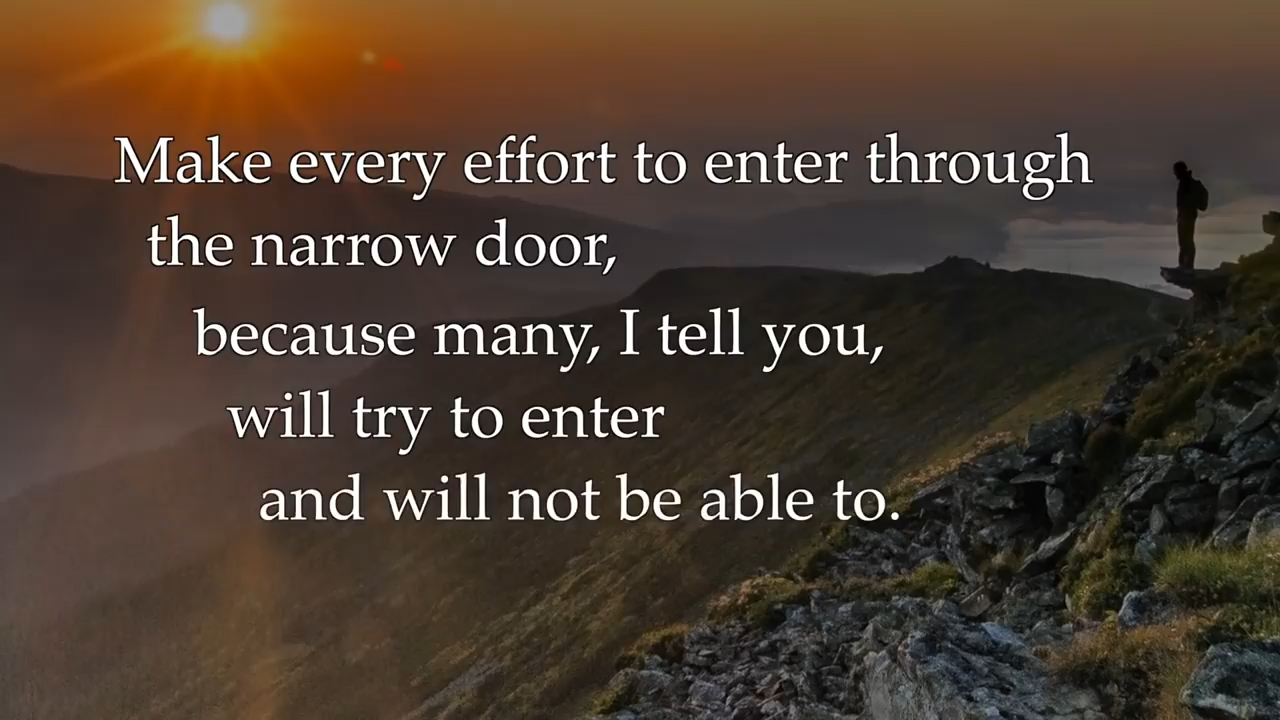 Make every effort to enter through
the narrow door,
because many, I tell you,
will try to enter
and will not be able to.